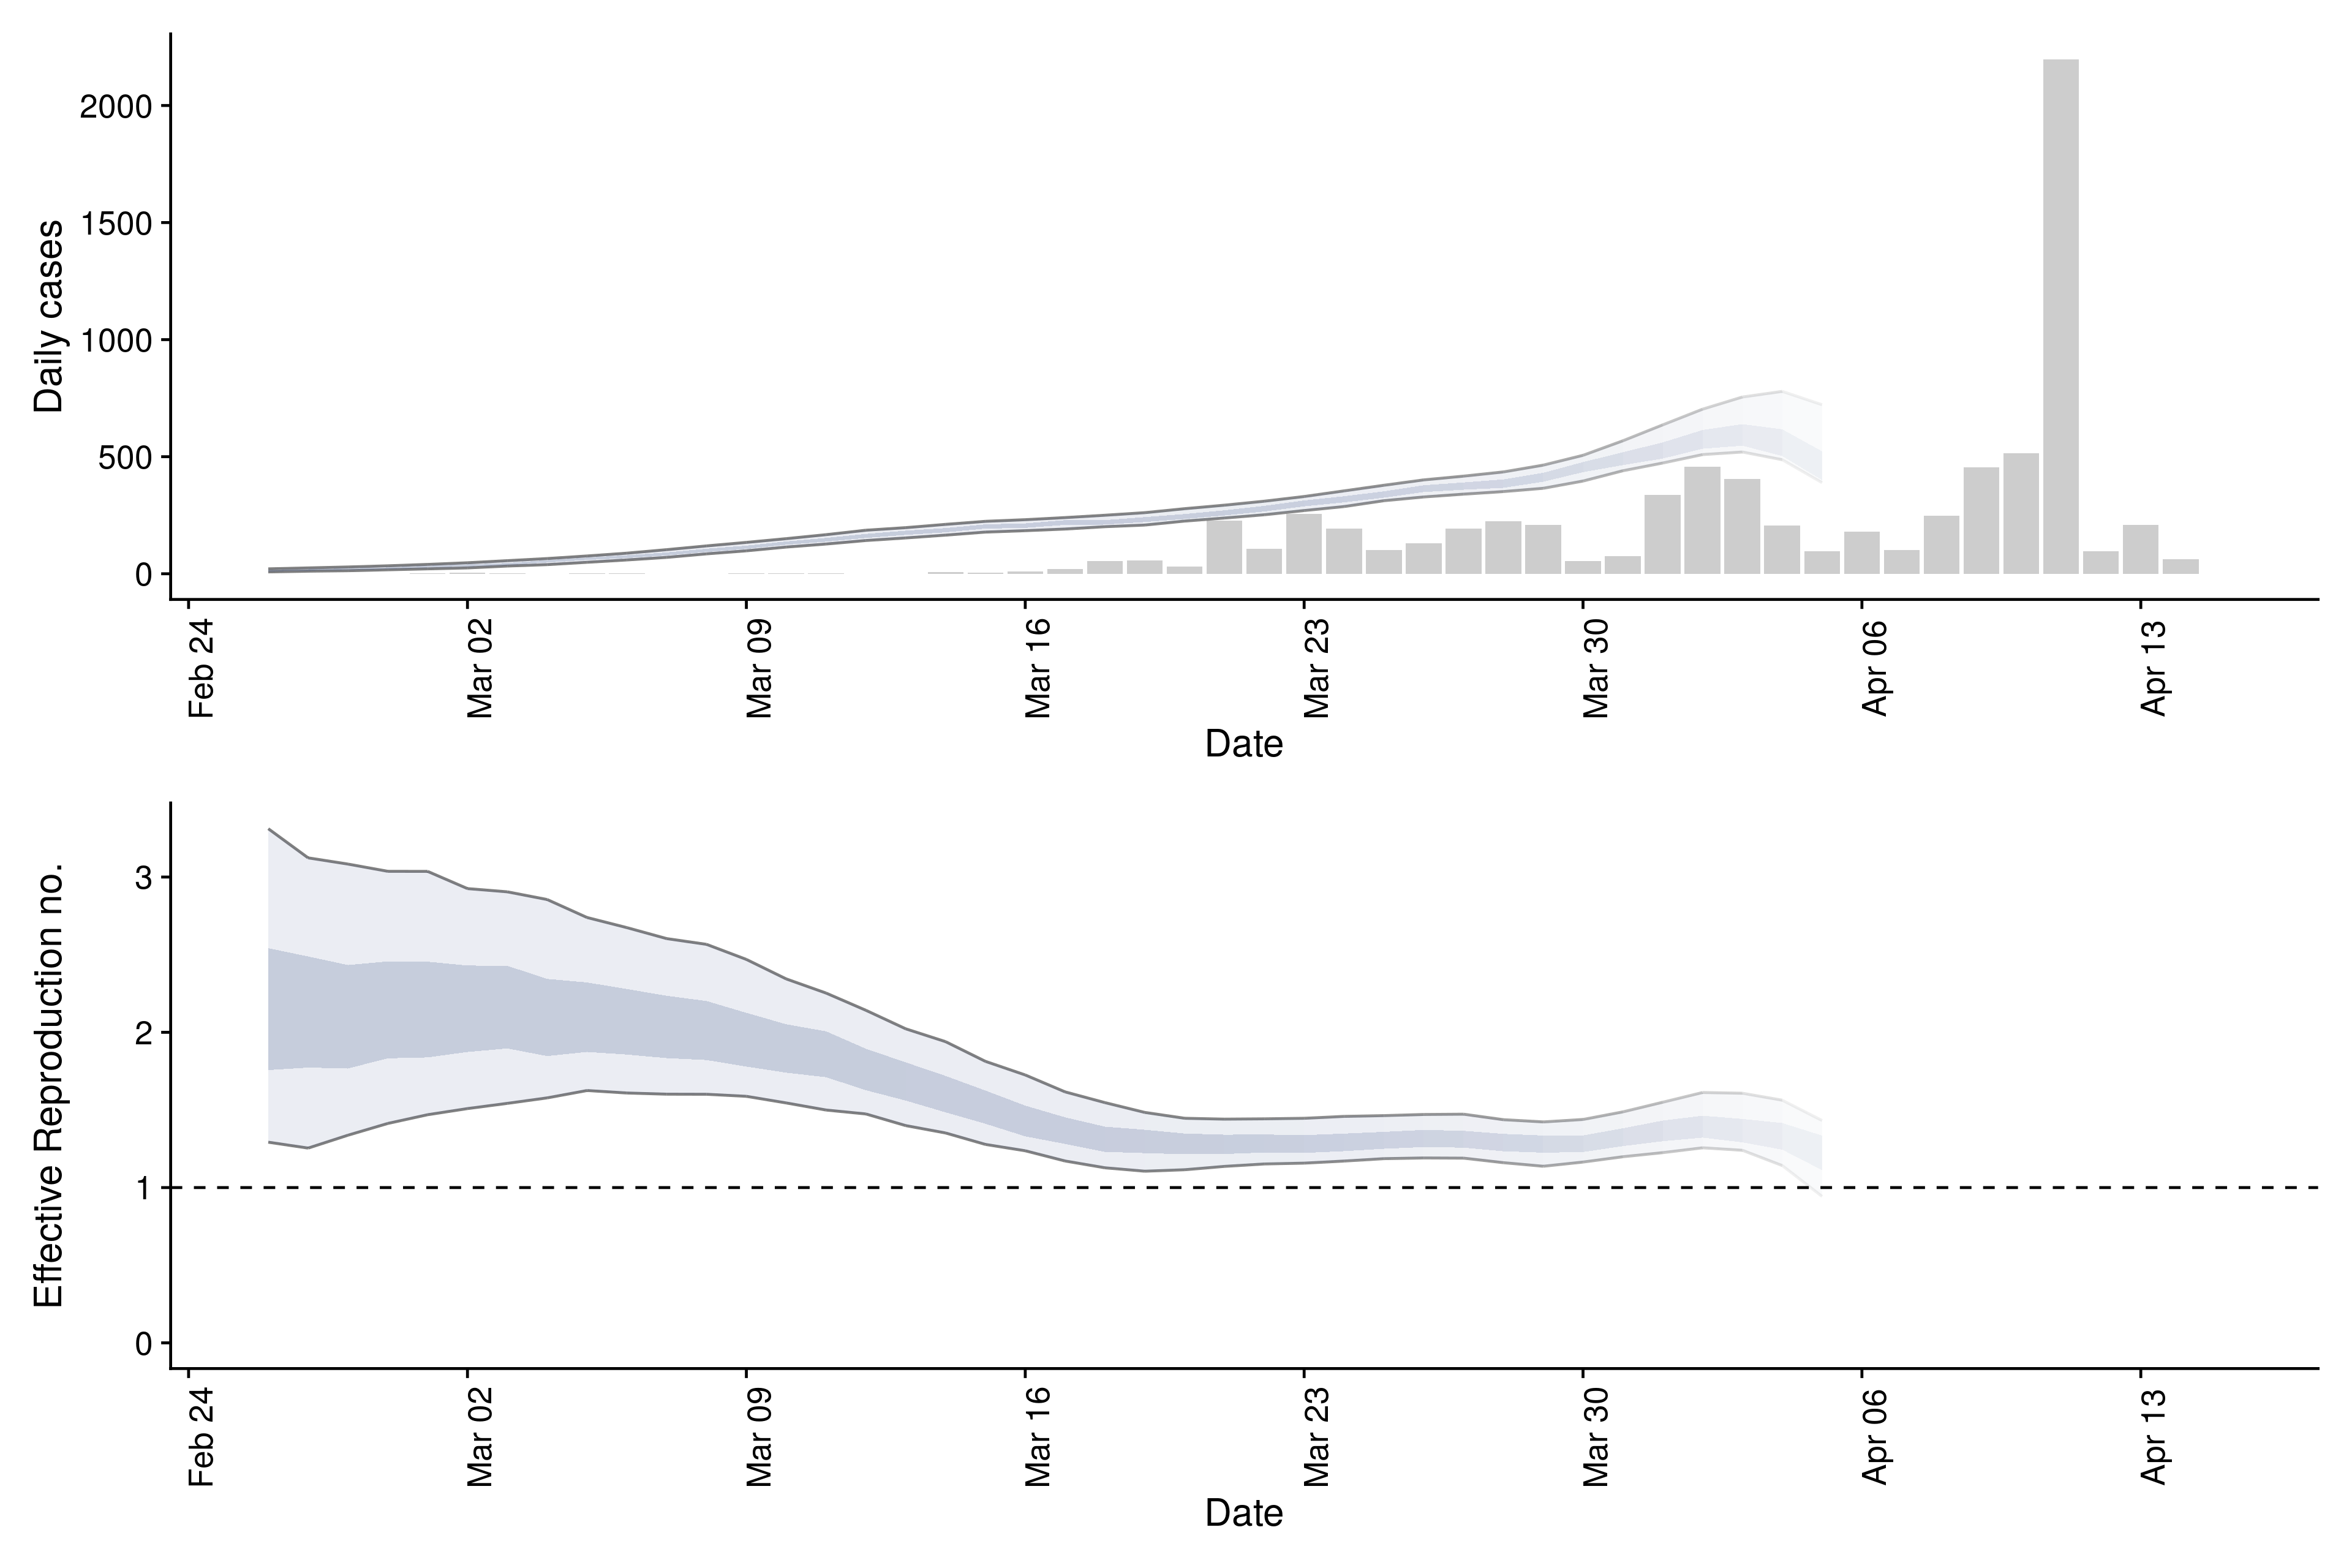 Daily cases
2000
1500
1000
500
0
Feb 24
Mar 02
Mar 09
Mar 16
Mar 23
Mar 30
Apr 06
Apr 13
Date
Effective Reproduction no.
3
2
1
0
Feb 24
Mar 02
Mar 09
Mar 16
Mar 23
Mar 30
Apr 06
Apr 13
Date